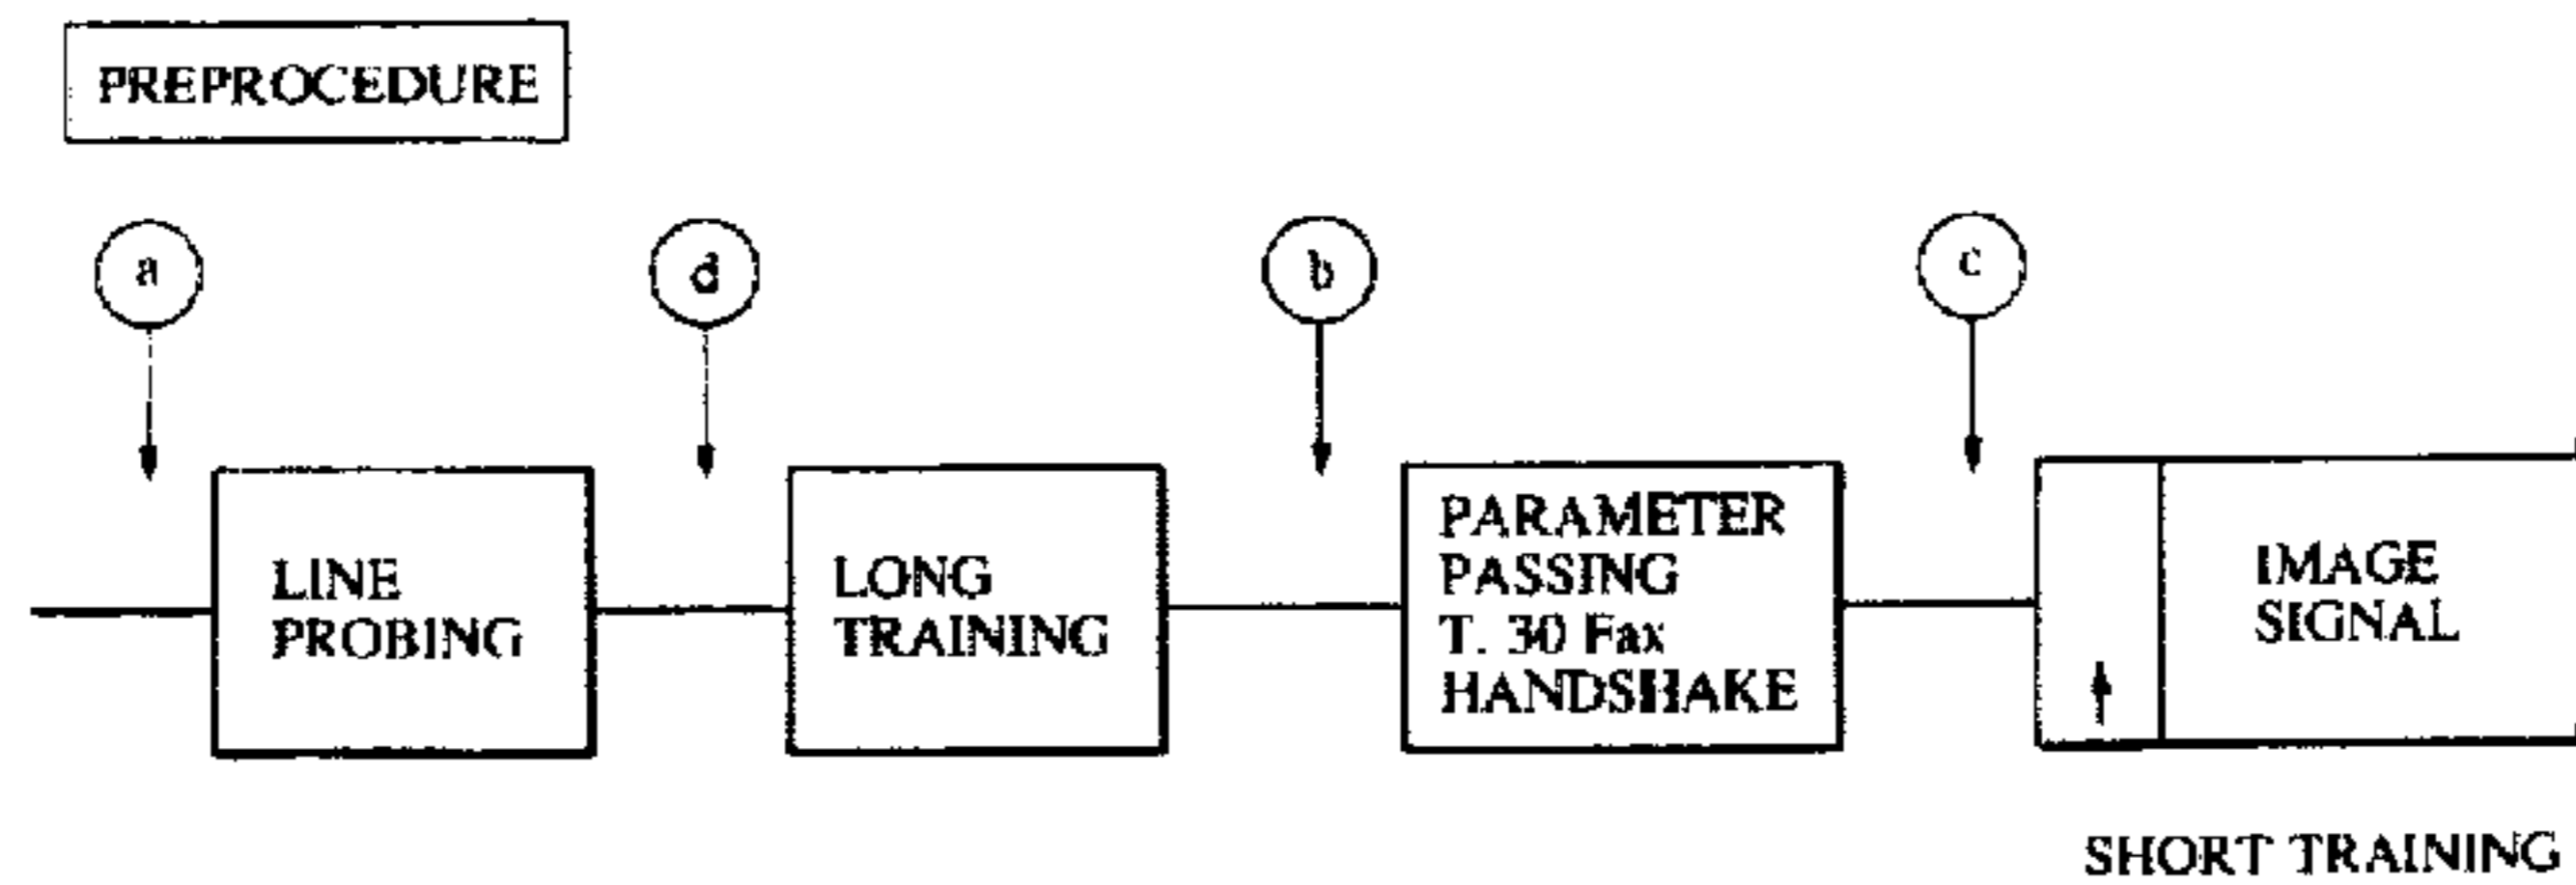 PREPROCEDURE
a
d
b
c
LINE
PROBING
LONG
TRAINING
PARAMETER
PASSING
T. 30 Fax
HANDSHAKE
IMAGE
SIGNAL
SHORT TRAINING